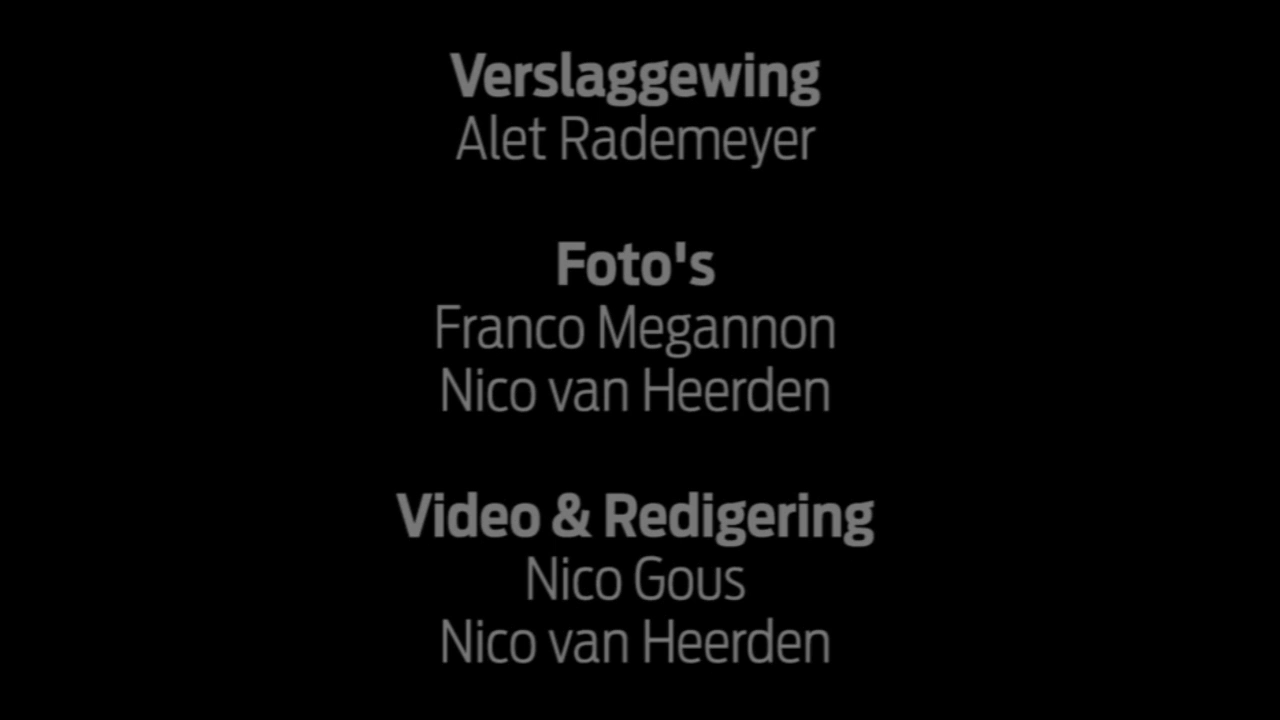 Verslaggewing
Alet Rademeyer
Foto's
Franco Megannon
Nico van Heerden
Video & Redigering
Nico Gous
Nico van Heerden